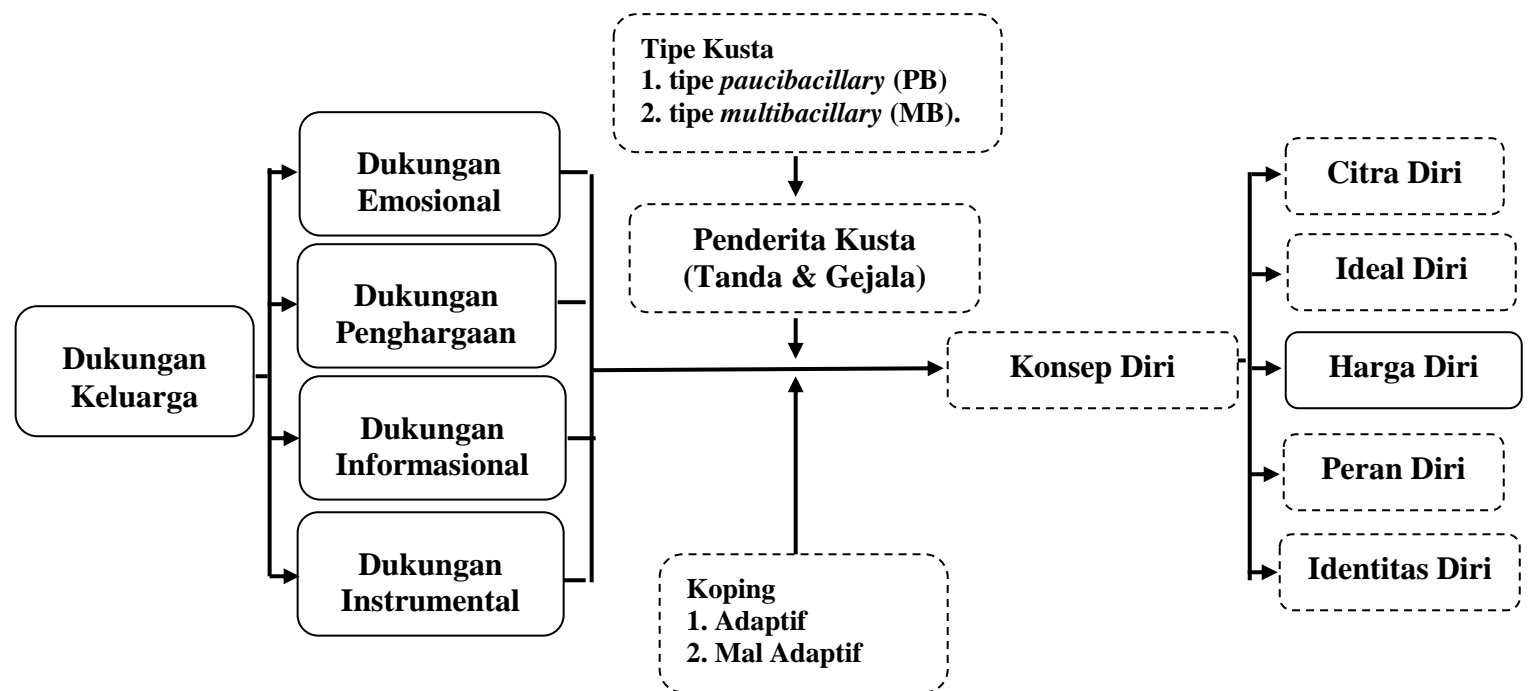 Dukungan
Keluarga
Dukungan
Emosional
Dukungan
Penghargaan
Dukungan
Informasional
Dukungan
Instrumental
Tipe Kusta
1. tipe paucibacillary (PB)
2. tipe multibacillary (MB).
Penderita Kusta
(Tanda & Gejala)
Koping
1. Adaptif
2. Mal Adaptif
Konsep Diri
Citra Diri
Ideal Diri
Harga Diri
Peran Diri
Identitas Diri